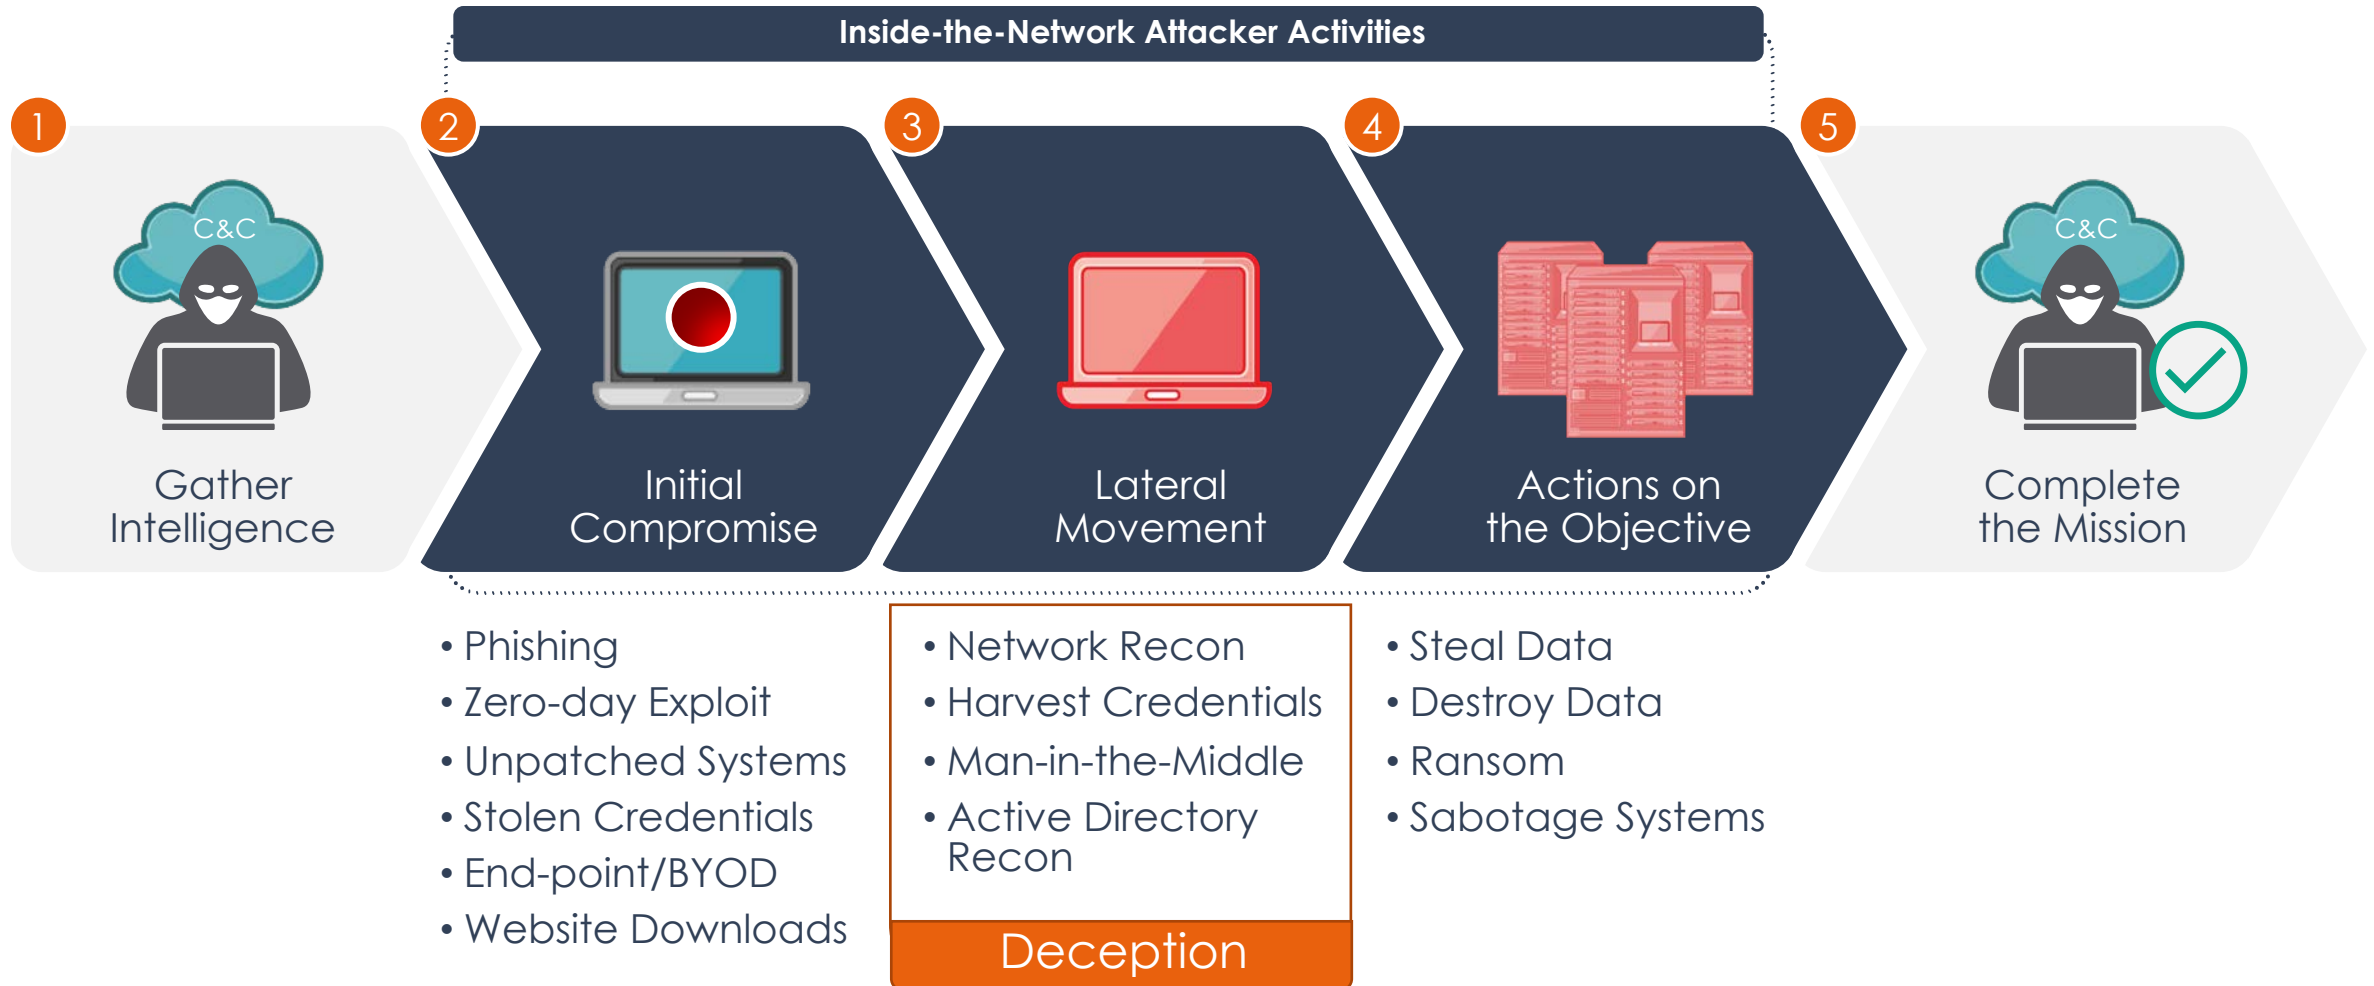 Inside-the-Network Attacker Activities
1
2
3
4
5
C&C
C&C
Gather
Intelligence
Initial
Compromise
Lateral
Movement
Actions on
the Objective
Complete
the Mission
• Phishing
• Zero-day Exploit
• Unpatched Systems
• Stolen Credentials
• End-point/BYOD
• Website Downloads
• Network Recon
• Harvest Credentials
• Man-in-the-Middle
• Active Directory
Recon
Deception
• Steal Data
• Destroy Data
• Ransom
• Sabotage Systems